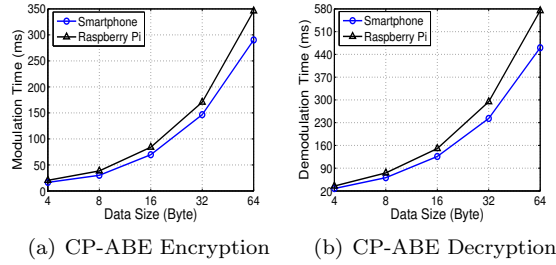 350
300
250
200
150
100
50
0
Modulation Time (ms)
Smartphone
Raspberry Pi
4 8 16 32 64
Data Size (Byte)
(a) CP-ABE Encryption
580
510
440
370
300
230
160
90
20
Demodulation Time (ms)
Smartphone
Raspberry Pi
4 8 16 32 64
Data Size (Byte)
(b) CP-ABE Decryption